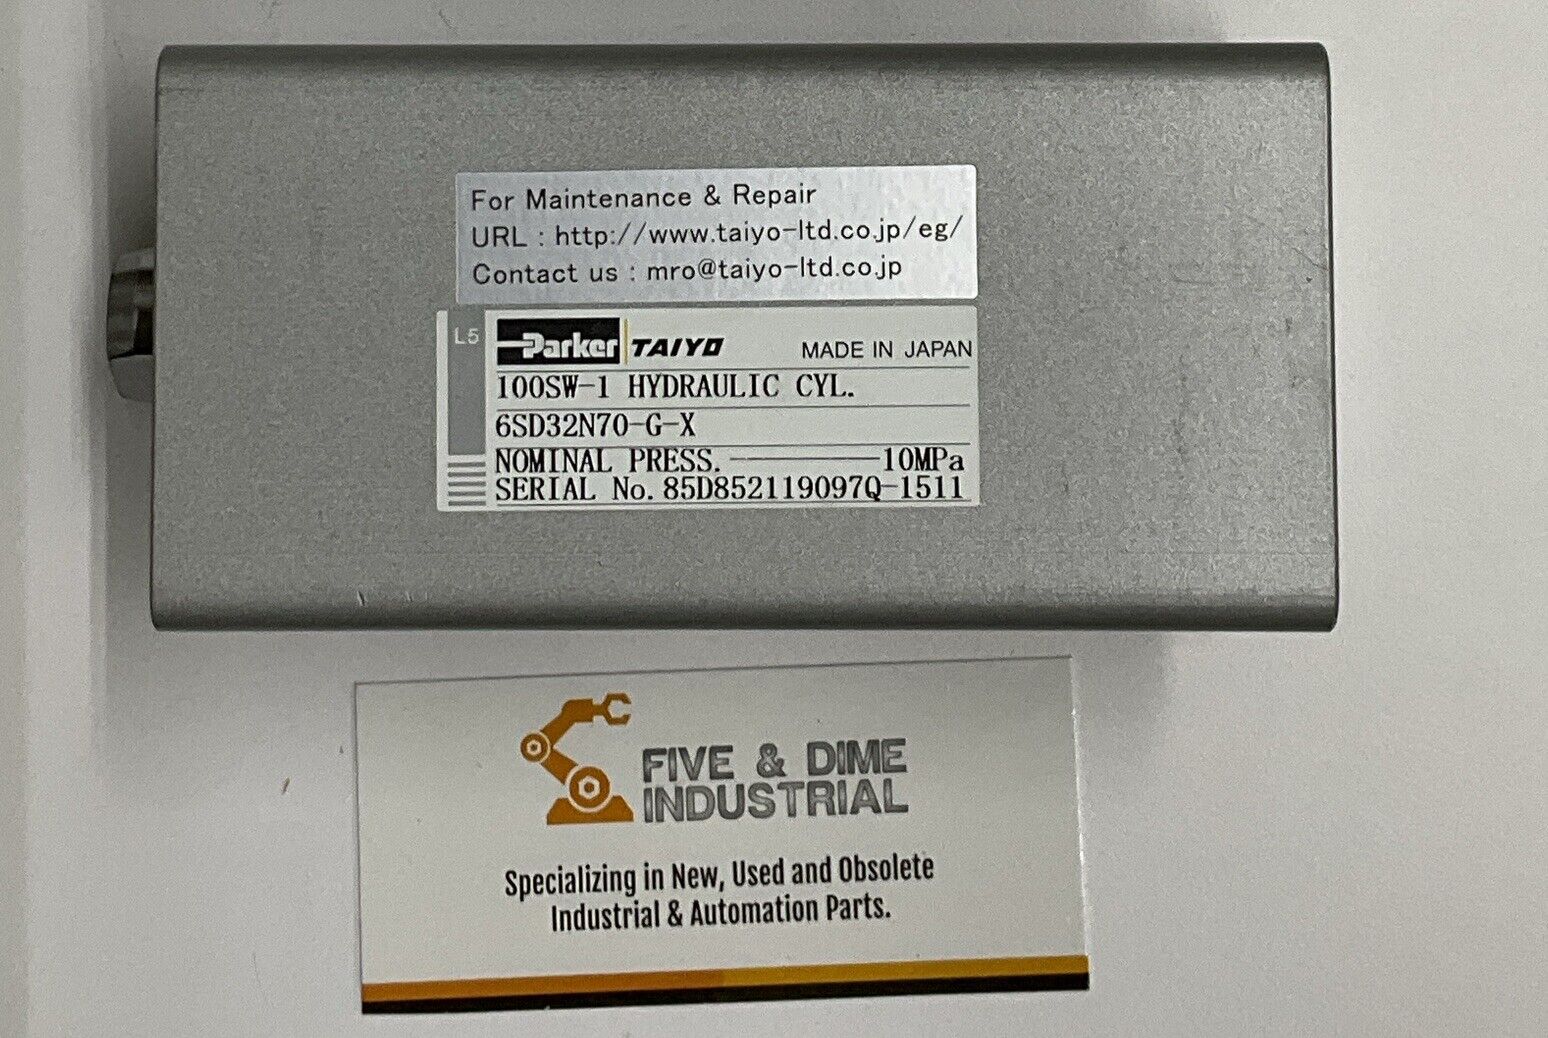 For Maintenance & Repair
URL : http://www.taiyo-ltd.co.jp/eg/
Contact us : mro@taiyo-ltd.co.jp
L5
Parker TAIYO MADE IN JAPAN
100SW-1 HYDRAULIC CYL.
6SD32N70-G-X
NOMINAL PRESS. 10MPa
SERIAL No. 85D852119097Q-1511
FIVE & DIME
INDUSTRIAL
Specializing in New, Used and Obsolete
Industrial & Automation Parts.